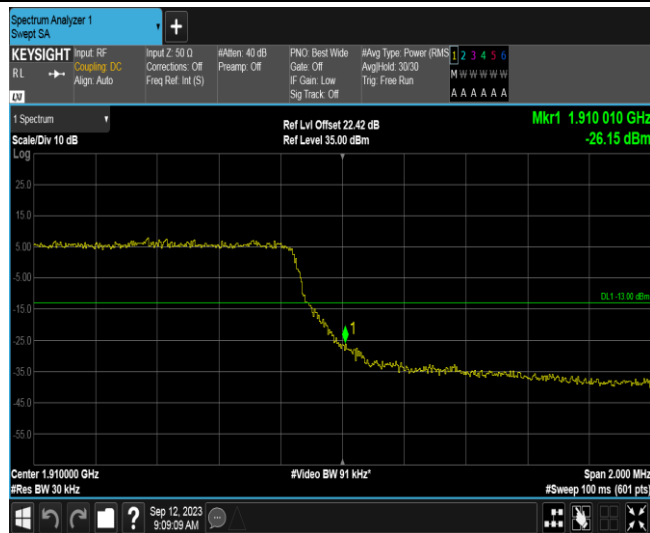 Spectrum Analyzer 1
Swept SA
+
KEYSIGHT Input: RF Input Z: 50 Ω #Atten: 40 dB PNO: Best Wide #Avg Type: Power (RMS 1 2 3 4 5 6
RL Coupling: DC Corrections: Off Preamp: Off Gate: Off Avg|Hold: 30/30 M W W W W W
Align: Auto Freq Ref: Int (S) IF Gain: Low Trig: Free Run
Sig Track: Off A A A A A A
LXI
1 Spectrum Ref Lvl Offset 22.42 dB Mkr1 1.910 010 GHz
Scale/Div 10 dB Ref Level 35.00 dBm -26.15 dBm
Log
25.0
15.0
5.00
-5.00
DL1 -13.00 dBm
-15.0
1
-25.0
-35.0
-45.0
-55.0
Center 1.910000 GHz #Video BW 91 kHz* Span 2.000 MHz
#Res BW 30 kHz #Sweep 100 ms (601 pts)
? Sep 12, 2023
9:09:09 AM